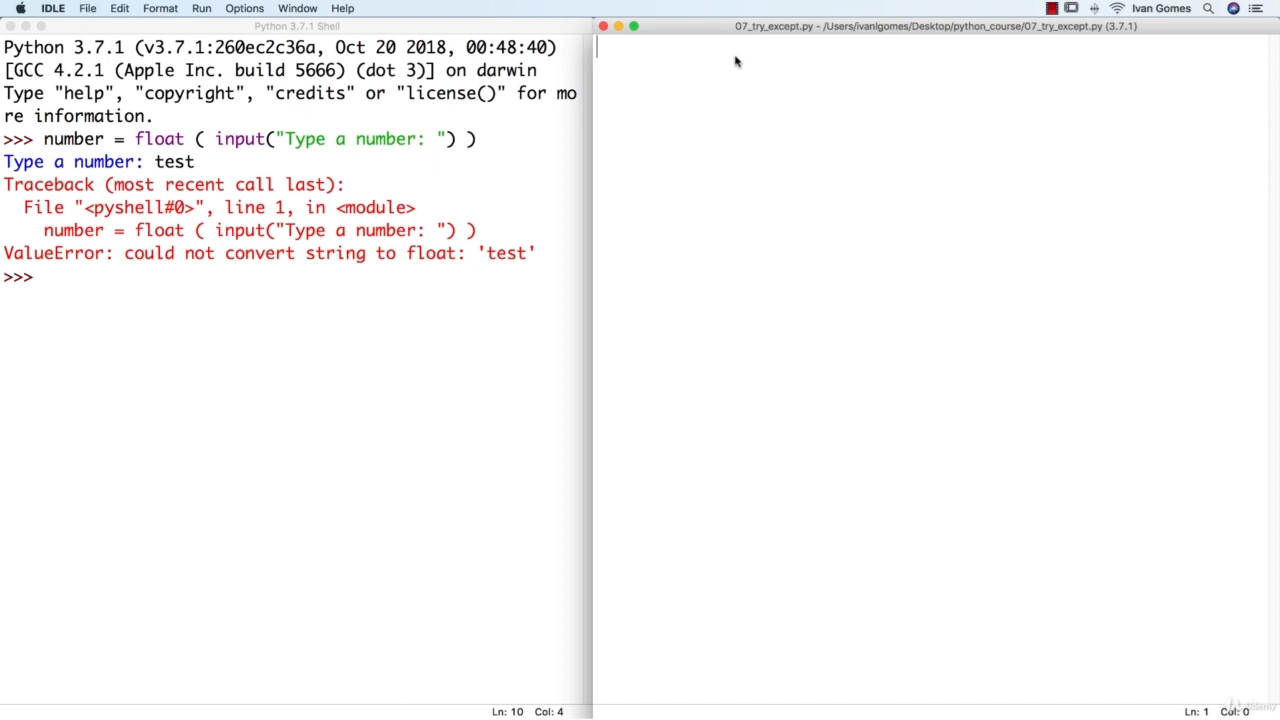 IDLE File Edit Format Run Options Window Help Ivan Gomes
Python 3.7.1 Shell
Python 3.7.1 (v3.7.1:260ec2c36a, Oct 20 2018, 00:48:40)
[GCC 4.2.1 (Apple Inc. build 5666) (dot 3)] on darwin
Type "help", "copyright", "credits" or "license()" for mo
re information.
>>> number = float ( input("Type a number: ") )
Type a number: test
Traceback (most recent call last):
  File "<pyshell#0>", line 1, in <module>
    number = float ( input("Type a number: ") )
ValueError: could not convert string to float: 'test'
>>>
Ln: 10 Col: 4
07_try_except.py - /Users/ivanlgomes/Desktop/python_course/07_try_except.py (3.7.1)
Ln: 1 Col: 0
Udemy